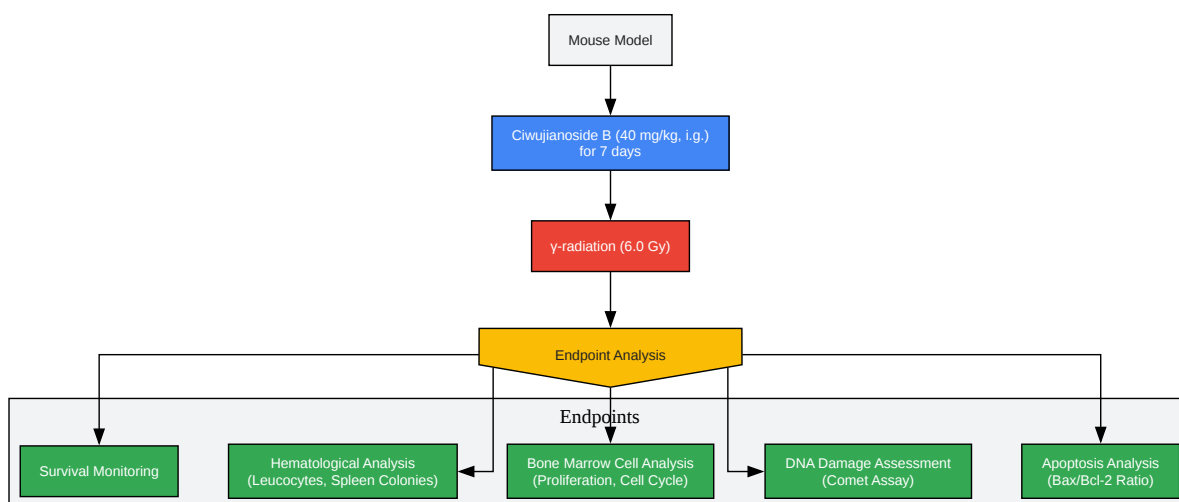 Mouse Model
Ciwujianoside B (40 mg/kg, i.g.)
for 7 days
γ-radiation (6.0 Gy)
Endpoint Analysis
Endpoints
Survival Monitoring
Hematological Analysis
(Leucocytes, Spleen Colonies)
Bone Marrow Cell Analysis
(Proliferation, Cell Cycle)
DNA Damage Assessment
(Comet Assay)
Apoptosis Analysis
(Bax/Bcl-2 Ratio)